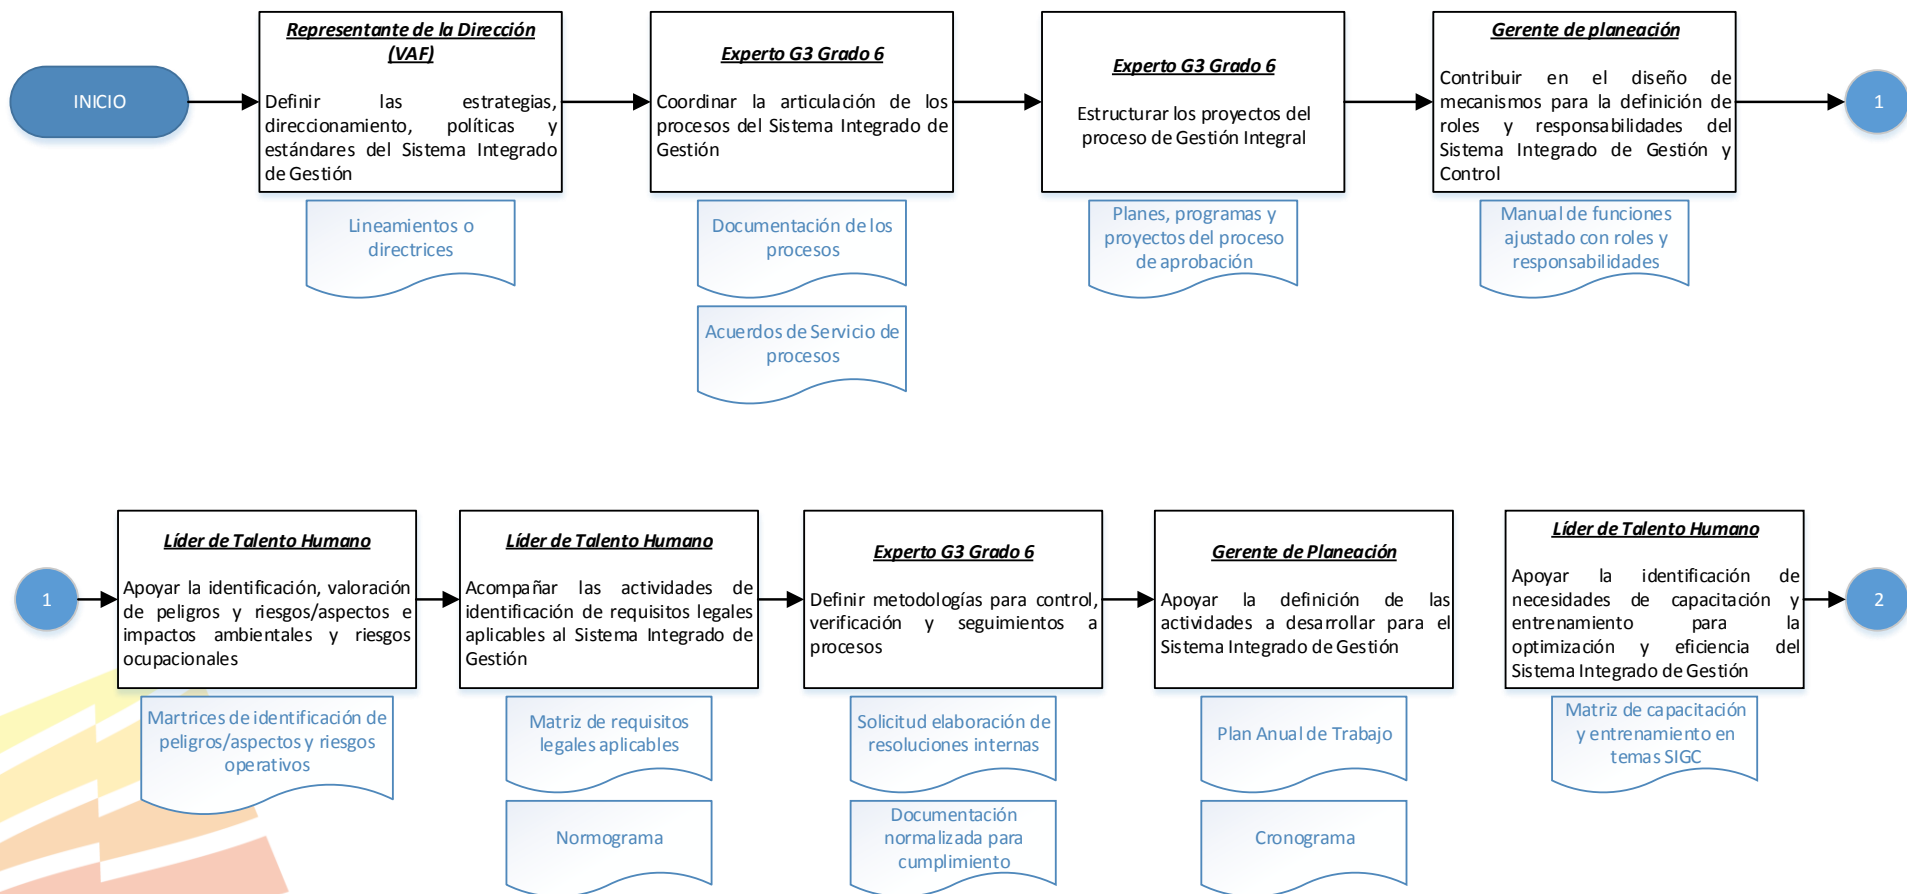 INICIO
Representante de la Dirección
(VAF)
Definir las estrategias,
direccionamiento, políticas y
estándares del Sistema Integrado
de Gestión
Lineamientos o
directrices
Experto G3 Grado 6
Coordinar la articulación de los
procesos del Sistema Integrado de
Gestión
Documentación de los
procesos
Acuerdos de Servicio de
procesos
Experto G3 Grado 6
Estructurar los proyectos del
proceso de Gestión Integral
Planes, programas y
proyectos del proceso
de aprobación
Gerente de planeación
Contribuir en el diseño de
mecanismos para la definición de
roles y responsabilidades del
Sistema Integrado de Gestión y
Control
Manual de funciones
ajustado con roles y
responsabilidades
1
1
Líder de Talento Humano
Apoyar la identificación, valoración
de peligros y riesgos/aspectos e
impactos ambientales y riesgos
ocupacionales
Martrices de identificación de
peligros/aspectos y riesgos
operativos
Líder de Talento Humano
Acompañar las actividades de
identificación de requisitos legales
aplicables al Sistema Integrado de
Gestión
Matriz de requisitos
legales aplicables
Normograma
Experto G3 Grado 6
Definir metodologías para control,
verificación y seguimientos a
procesos
Solicitud elaboración de
resoluciones internas
Documentación
normalizada para
cumplimiento
Gerente de Planeación
Apoyar la definición de las
actividades a desarrollar para el
Sistema Integrado de Gestión
Plan Anual de Trabajo
Cronograma
Líder de Talento Humano
Apoyar la identificación de
necesidades de capacitación y
entrenamiento para la
optimización y eficiencia del
Sistema Integrado de Gestión
Matriz de capacitación
y entrenamiento en
temas SIGC
2